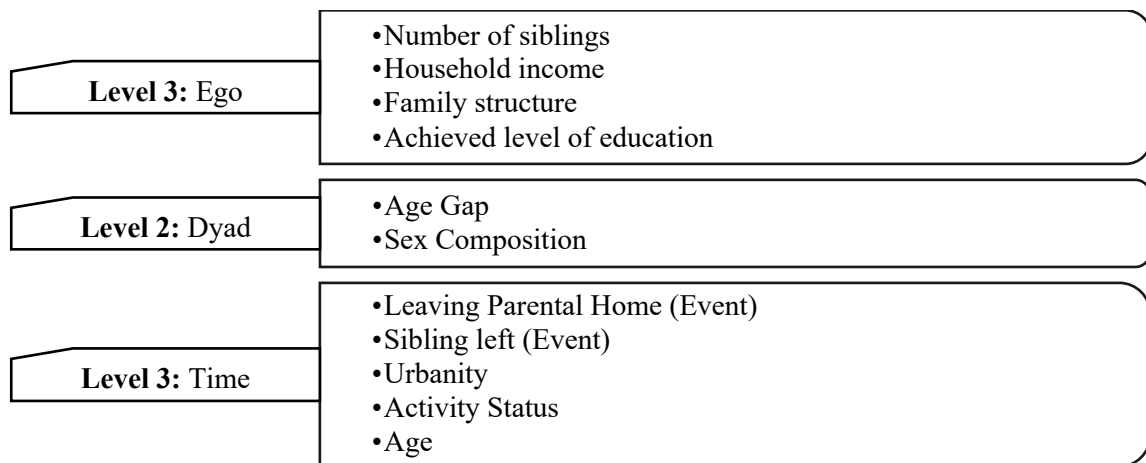 Level 3: Ego
•Number of siblings
•Household income
•Family structure
•Achieved level of education
Level 2: Dyad
•Age Gap
•Sex Composition
Level 3: Time
•Leaving Parental Home (Event)
•Sibling left (Event)
•Urbanity
•Activity Status
•Age